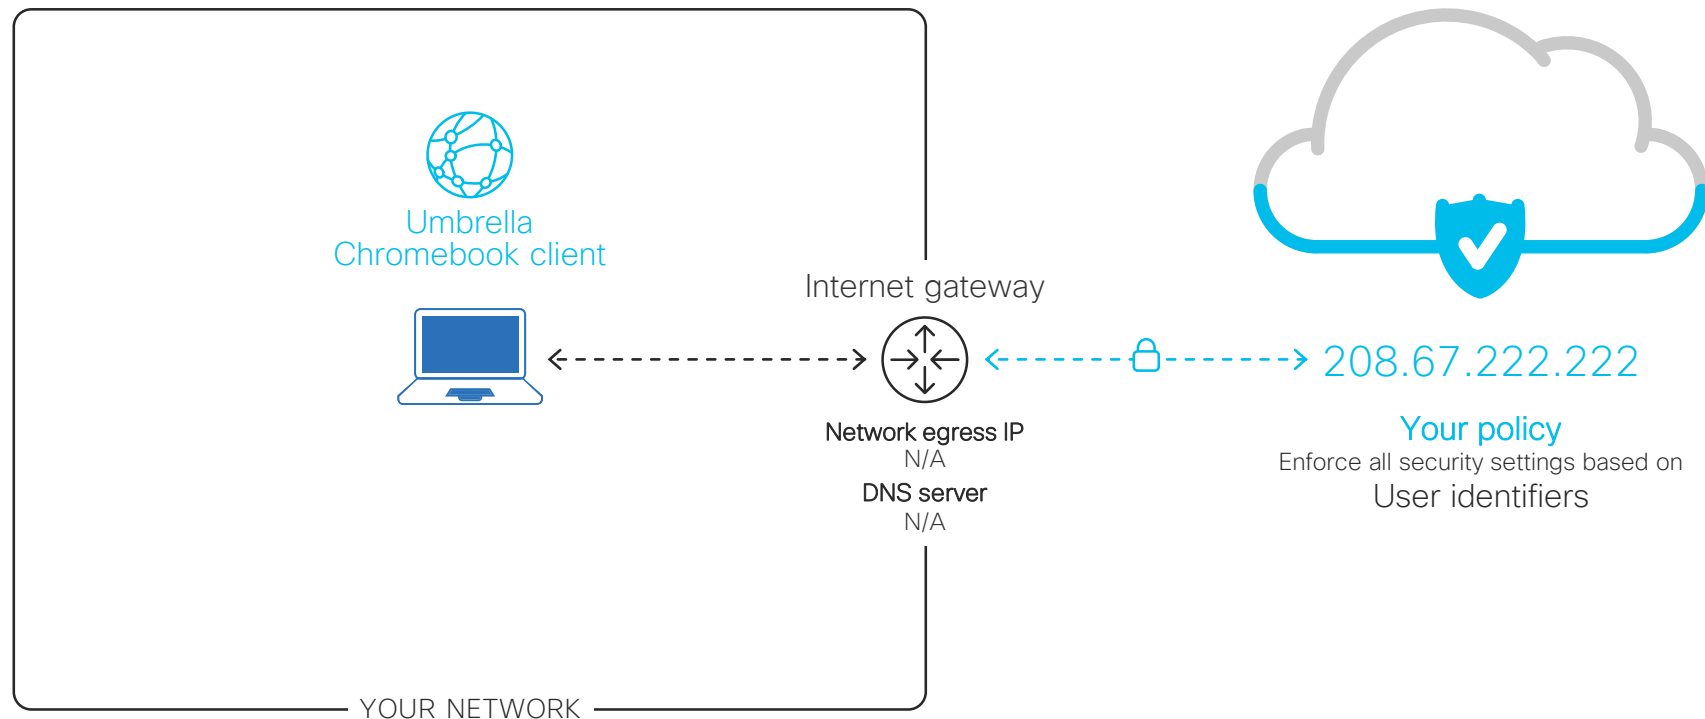 Umbrella
Chromebook client
Internet gateway
208.67.222.222
Network egress IP
N/A
DNS server
N/A
Your policy
Enforce all security settings based on
User identifiers
YOUR NETWORK